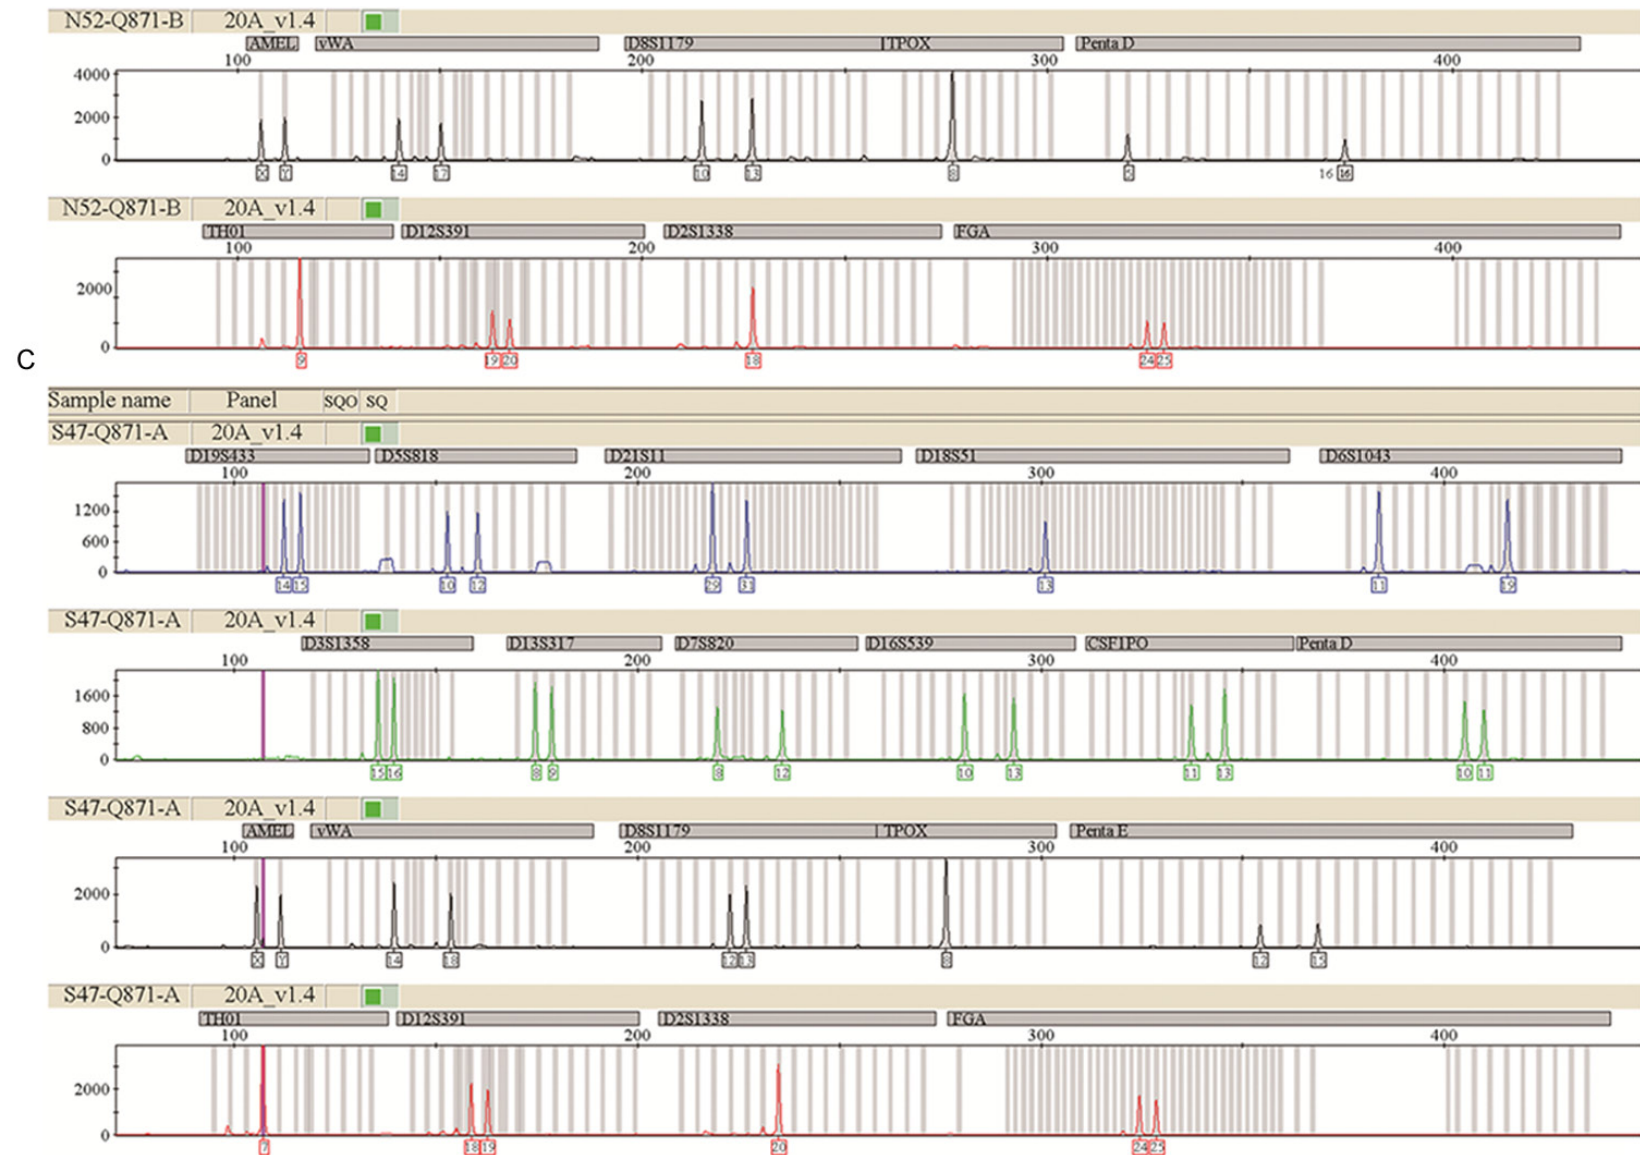 N52-Q871-B 20A_v1.4
AMEL vWA D8S1179 TPOX Penta D
100 200 300 400
4000
2000
0
X Y 14 17 10 13 8 5 16 16
N52-Q871-B 20A_v1.4
TH01 D12S391 D2S1338 FGA
100 200 300 400
2000
0
9 19 20 18 24 25
C
Sample name Panel SQO SQ
S47-Q871-A 20A_v1.4
D19S433 D5S818 D21S11 D18S51 D6S1043
100 200 300 400
1200
600
0
14 15 10 12 29 31 13 11 19
S47-Q871-A 20A_v1.4
D3S1358 D13S317 D7S820 D16S539 CSF1PO Penta D
100 200 300 400
1600
800
0
15 16 8 9 8 12 10 13 11 13 10 11
S47-Q871-A 20A_v1.4
AMEL vWA D8S1179 TPOX Penta E
100 200 300 400
2000
0
X Y 14 18 12 13 8 12 15
S47-Q871-A 20A_v1.4
TH01 D12S391 D2S1338 FGA
100 200 300 400
2000
0
7 18 19 20 24 25